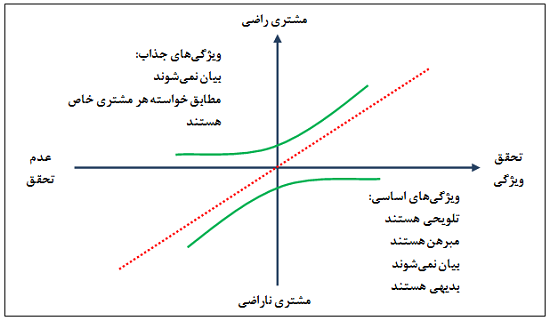 مشتری راضی
ویژگی‌های جذاب:
بیان نمی‌شوند
مطابق خواسته هر مشتری خاص
هستند
تحقق
ویژگی
عدم
تحقق
ویژگی‌های اساسی:
تلویحی هستند
مبرهن هستند
بیان نمی‌شوند
بدیهی هستند
مشتری ناراضی